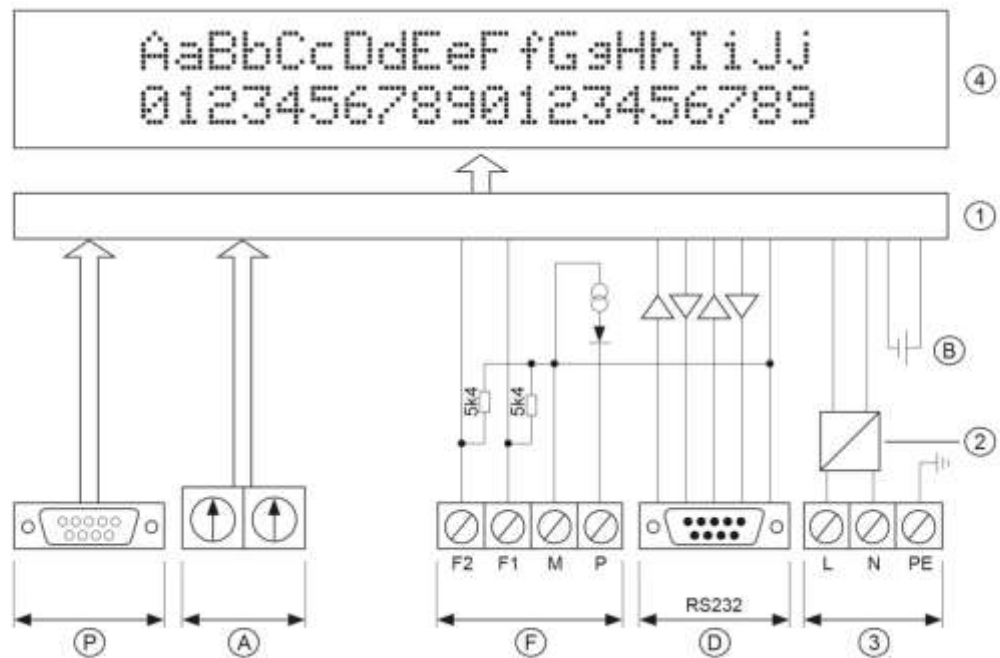 AaBbCcDdEeFfGgHhIiJj
01234567890123456789
4
1
B
5k4
5k4
2
F2 F1 M P
L N PE
RS232
P
A
F
D
3